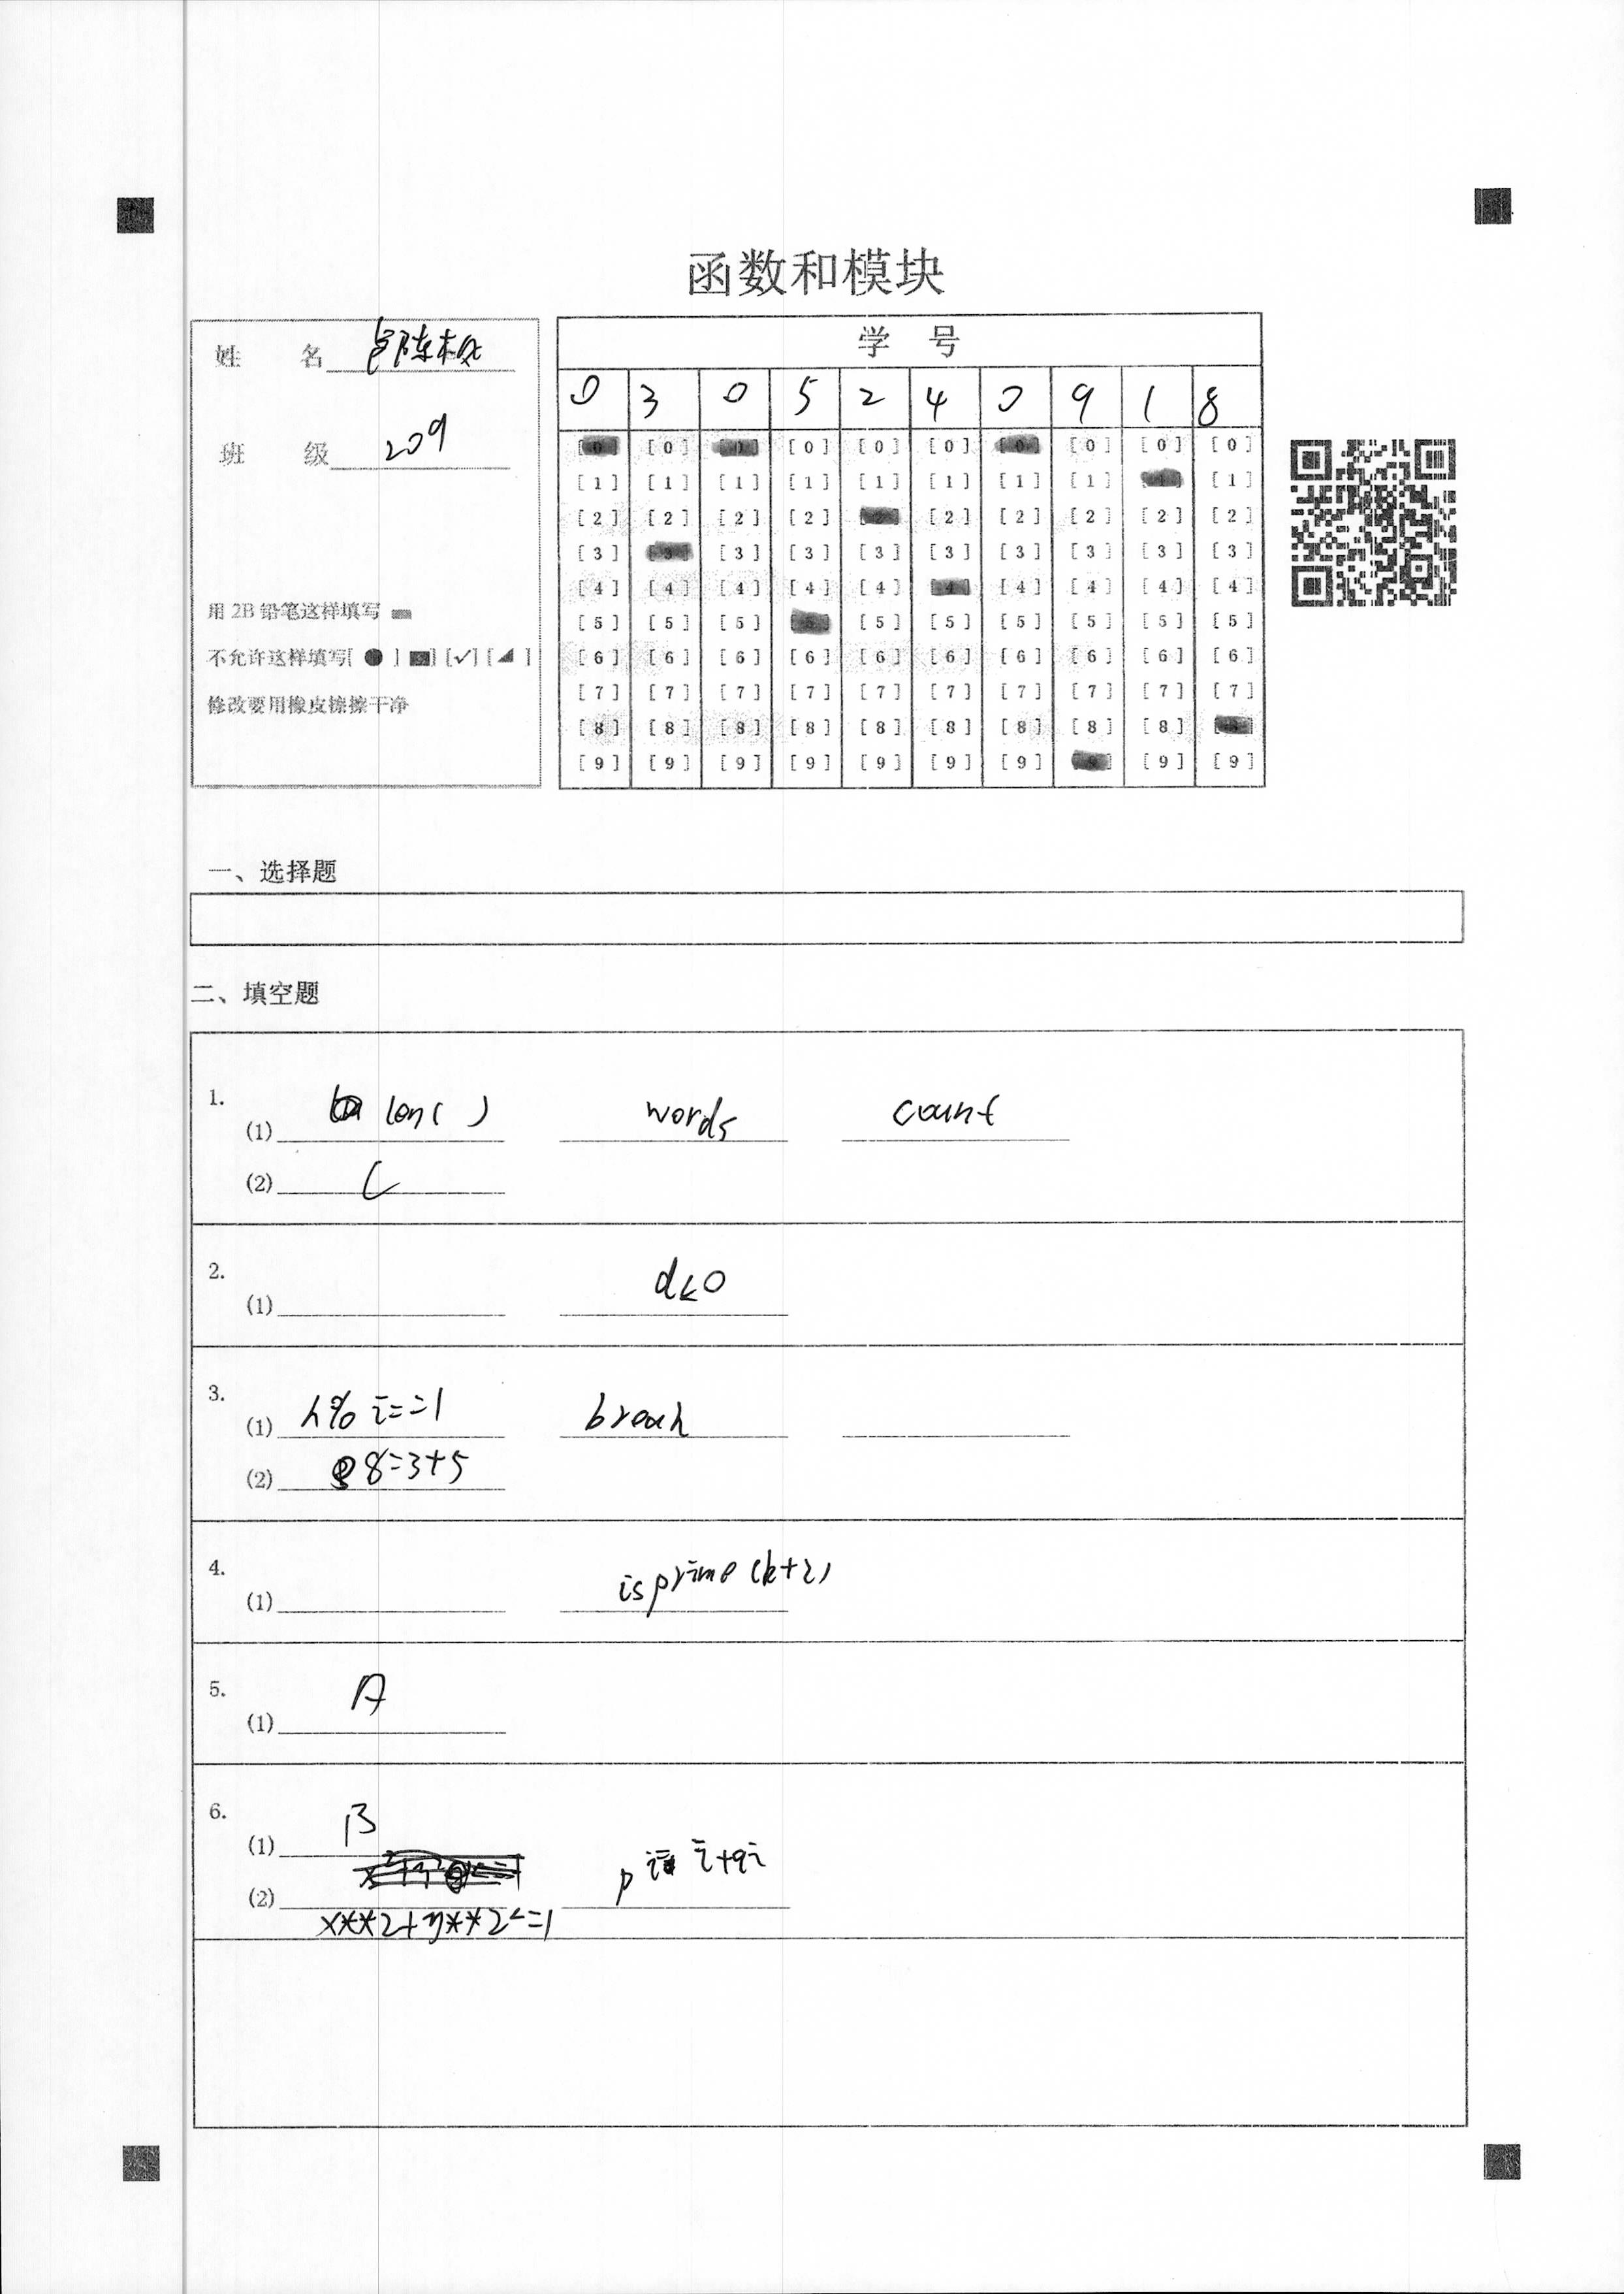 函数和模块
姓 名
班 级 209
用 2B 铅笔这样填写
不允许这样填写[ ● ] [■] [✓] [◢ ]
修改要用橡皮擦擦干净
学 号
0 3 0 5 2 4 0 9 1 8
[0] [0] [0] [0] [0] [0] [0] [0] [0] [0]
[1] [1] [1] [1] [1] [1] [1] [1] [1] [1]
[2] [2] [2] [2] [2] [2] [2] [2] [2] [2]
[3] [3] [3] [3] [3] [3] [3] [3] [3] [3]
[4] [4] [4] [4] [4] [4] [4] [4] [4] [4]
[5] [5] [5] [5] [5] [5] [5] [5] [5] [5]
[6] [6] [6] [6] [6] [6] [6] [6] [6] [6]
[7] [7] [7] [7] [7] [7] [7] [7] [7] [7]
[8] [8] [8] [8] [8] [8] [8] [8] [8] [8]
[9] [9] [9] [9] [9] [9] [9] [9] [9] [9]
一、选择题
二、填空题
1.
(1) len( ) words count
(2) C
2.
(1) d<0
3.
(1) n%i==1 break
(2) 8=3+5
4.
(1) isprime(k+2)
5.
(1) A
6.
(1) B
(2) x**2+y**2<=1